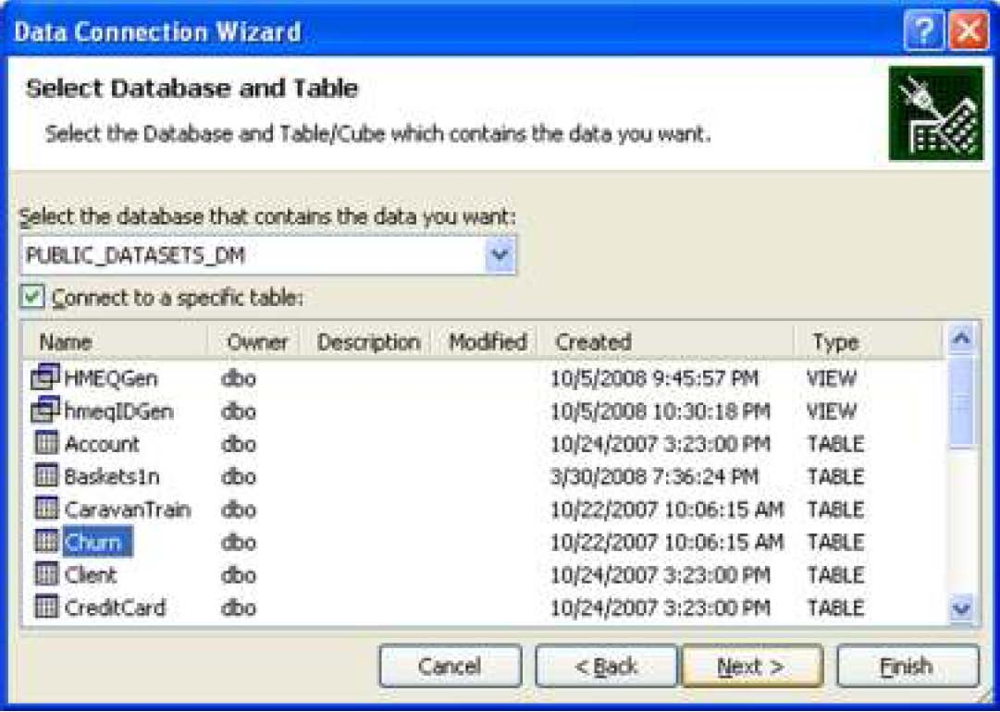 Data Connection Wizard
Select Database and Table
Select the Database and Table/Cube which contains the data you want.
Select the database that contains the data you want:
PUBLIC_DATASETS_DM
Connect to a specific table:
Name Owner Description Modified Created Type
HMEQGen dbo 10/5/2008 9:45:57 PM VIEW
hmeqIDGen dbo 10/5/2008 10:30:18 PM VIEW
Account dbo 10/24/2007 3:23:00 PM TABLE
Baskets1n dbo 3/30/2008 7:36:24 PM TABLE
CaravanTrain dbo 10/22/2007 10:06:15 AM TABLE
Churn dbo 10/22/2007 10:06:15 AM TABLE
Client dbo 10/24/2007 3:23:00 PM TABLE
CreditCard dbo 10/24/2007 3:23:00 PM TABLE
Cancel < Back Next > Finish